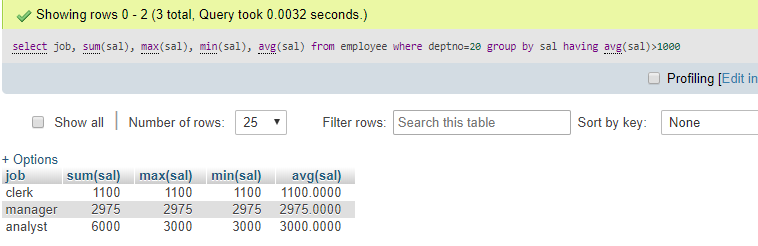 Showing rows 0 - 2 (3 total, Query took 0.0032 seconds.)
select job, sum(sal), max(sal), min(sal), avg(sal) from employee where deptno=20 group by sal having avg(sal)>1000
Profiling [Edit in
Show all | Number of rows: 25 Filter rows: Search this table Sort by key: None
+ Options
job sum(sal) max(sal) min(sal) avg(sal)
clerk 1100 1100 1100 1100.0000
manager 2975 2975 2975 2975.0000
analyst 6000 3000 3000 3000.0000